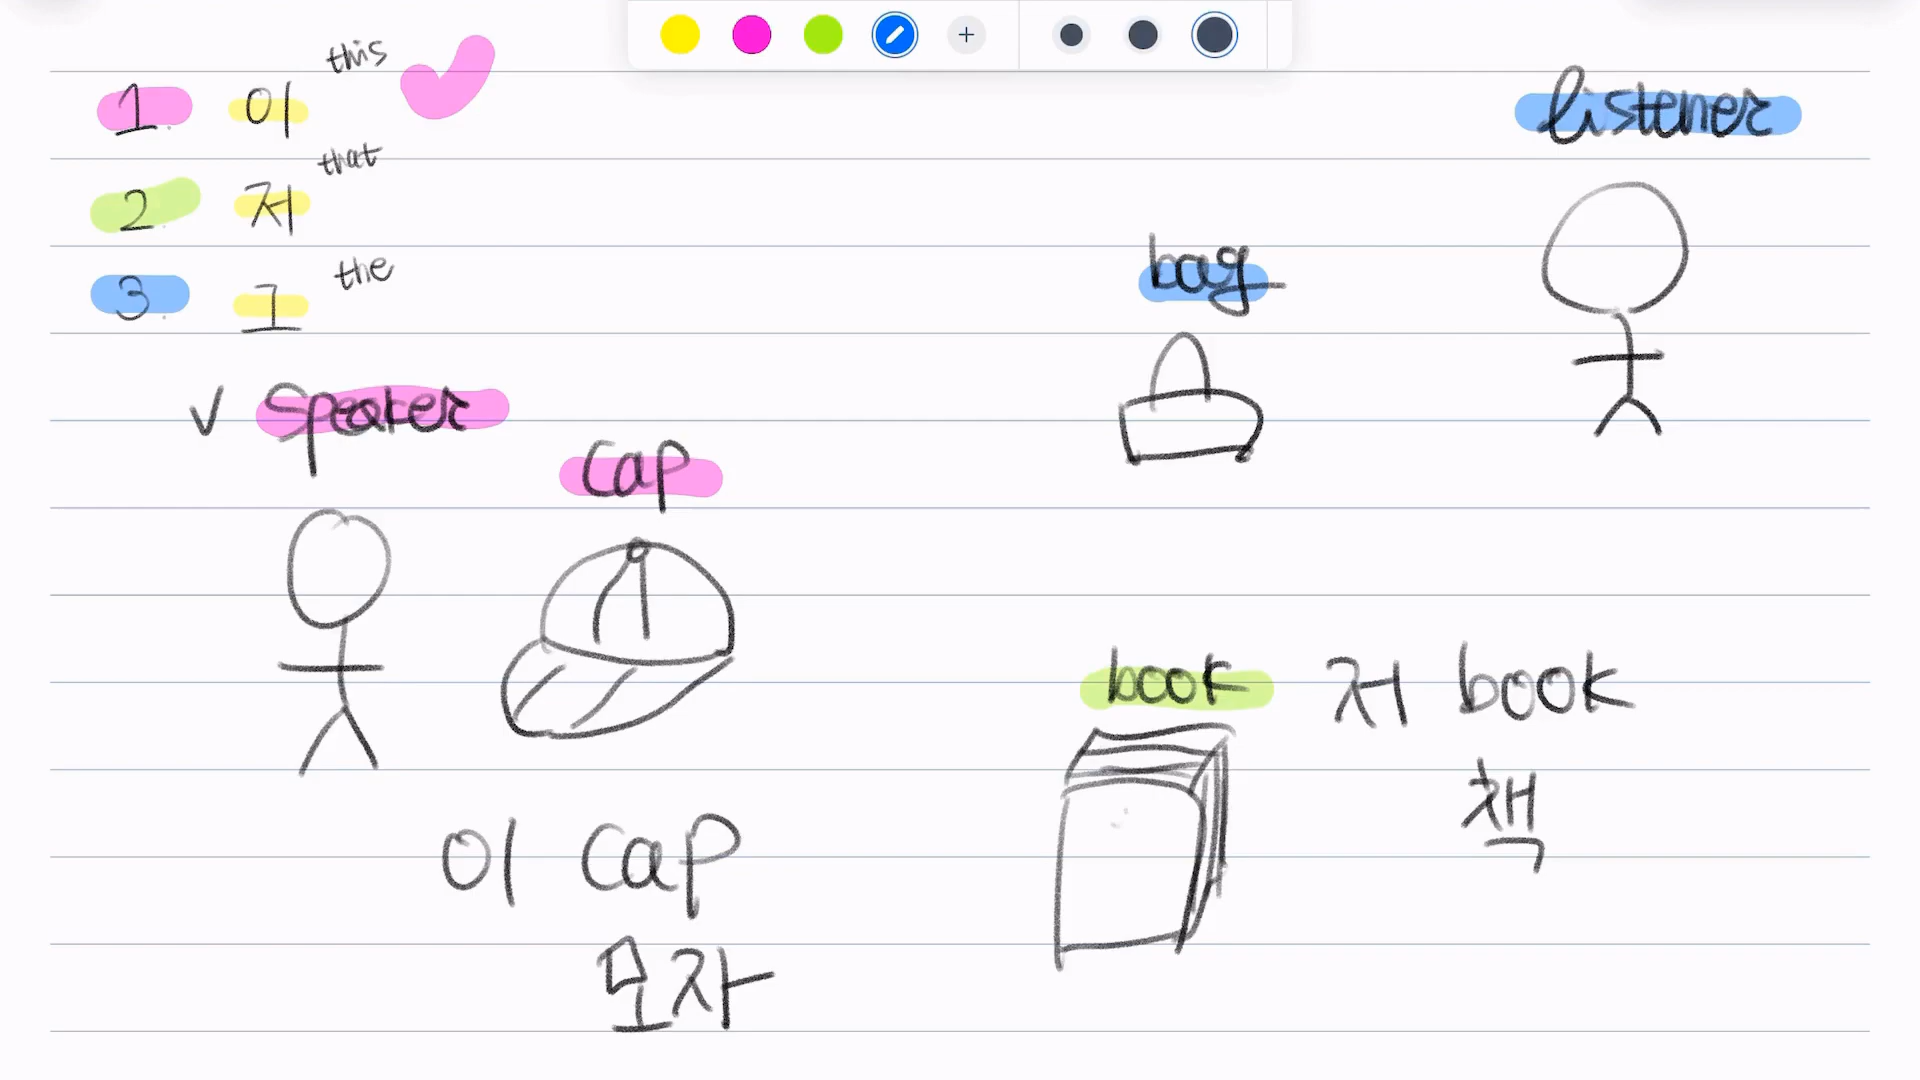 this
1. 이
that
2. 저
the
3. 그
listener
bag
✓ speaker
cap
book 저 book
책
이 cap
모자